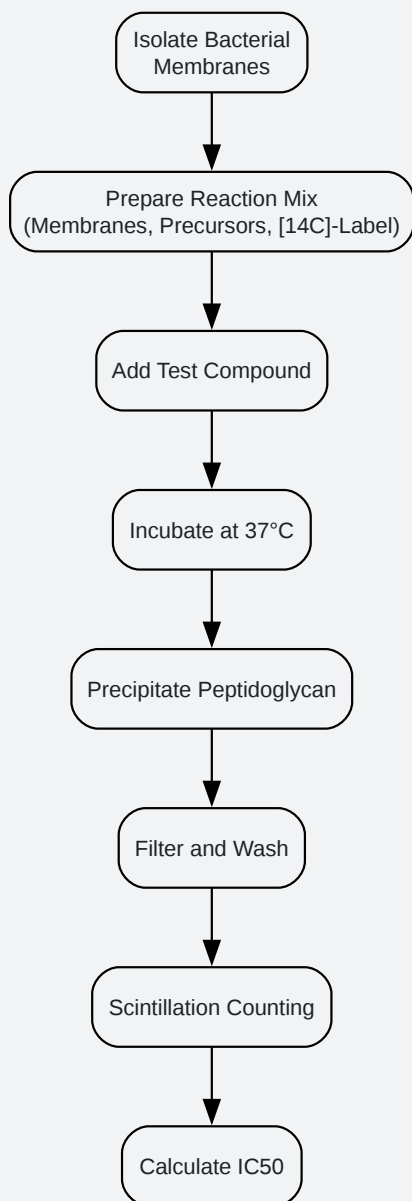 Isolate Bacterial
Membranes
Prepare Reaction Mix
(Membranes, Precursors, [14C]-Label)
Add Test Compound
Incubate at 37°C
Precipitate Peptidoglycan
Filter and Wash
Scintillation Counting
Calculate IC50